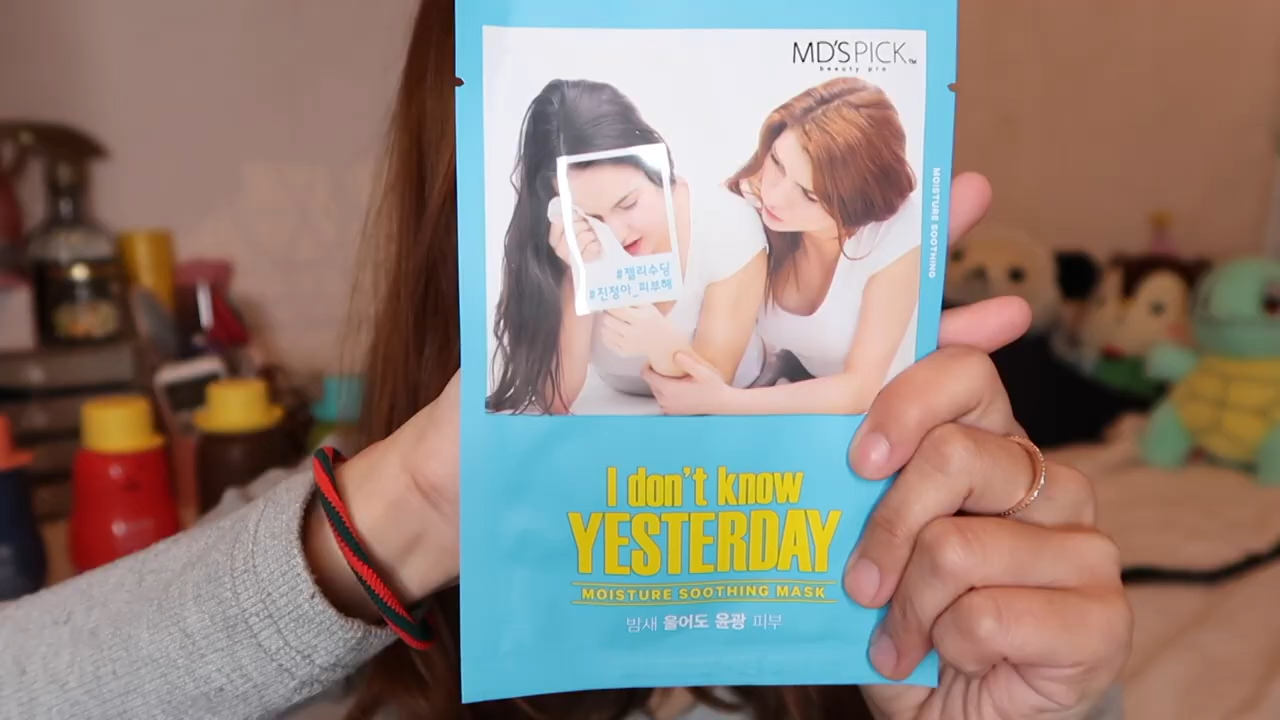 MD'SPICK™
beauty pro
MOISTURE SOOTHING
#젤리수딩
#진정아_피부해
I don't know
YESTERDAY
MOISTURE SOOTHING MASK
밤새 울어도 윤광 피부